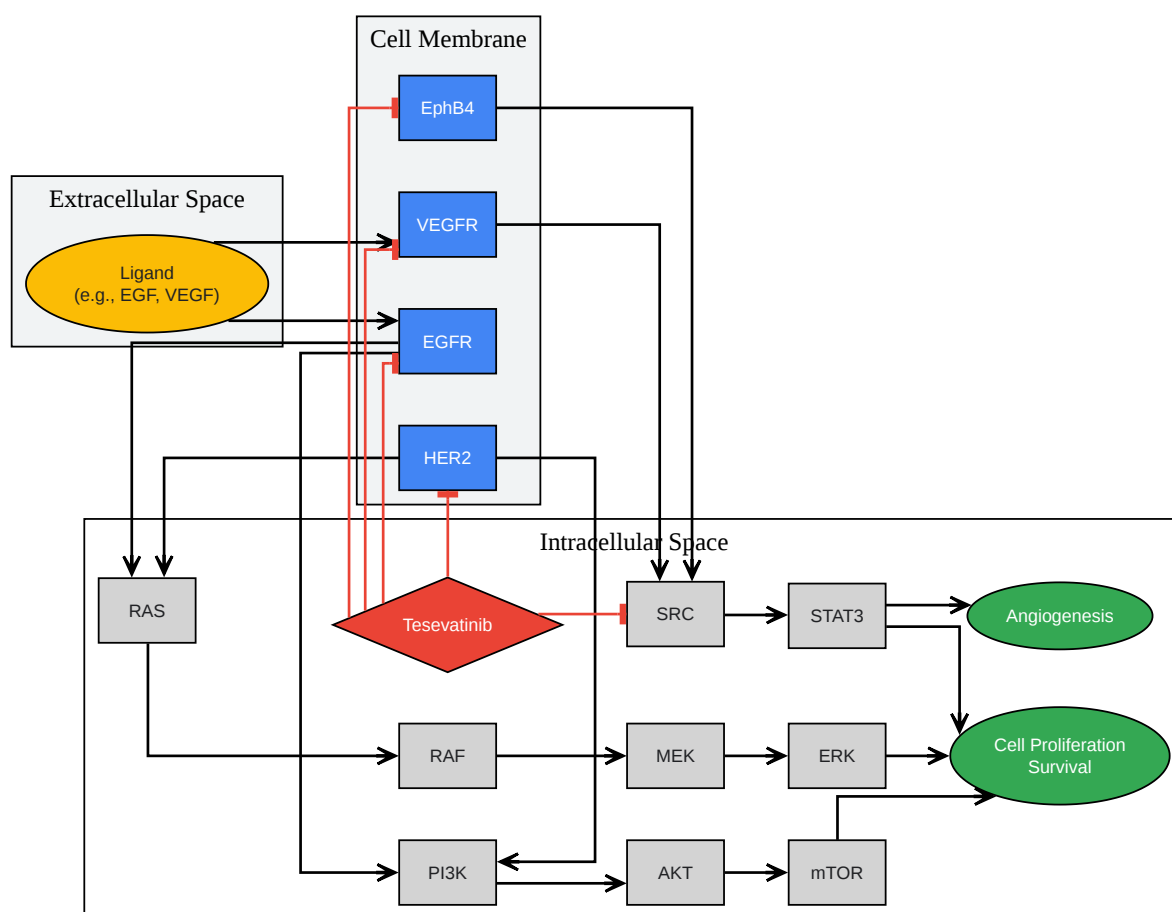 Cell Membrane
EphB4
Extracellular Space
VEGFR
Ligand
(e.g., EGF, VEGF)
EGFR
HER2
Intracellular Space
RAS
Tesevatinib
SRC
STAT3
Angiogenesis
RAF
MEK
ERK
Cell Proliferation
Survival
PI3K
AKT
mTOR